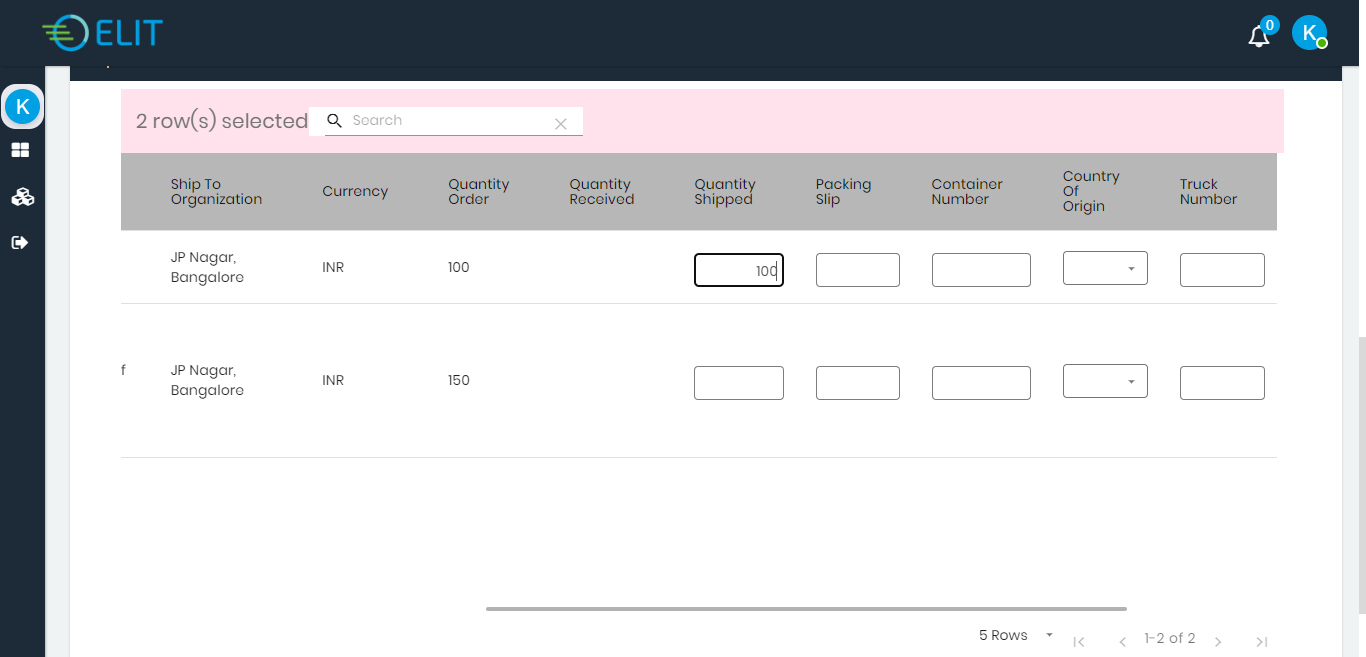 ELIT
0
K
K
2 row(s) selected
Search
Ship To
Organization
Currency
Quantity
Order
Quantity
Received
Quantity
Shipped
Packing
Slip
Container
Number
Country
Of
Origin
Truck
Number
JP Nagar,
Bangalore
INR
100
100
f
JP Nagar,
Bangalore
INR
150
5 Rows
1-2 of 2